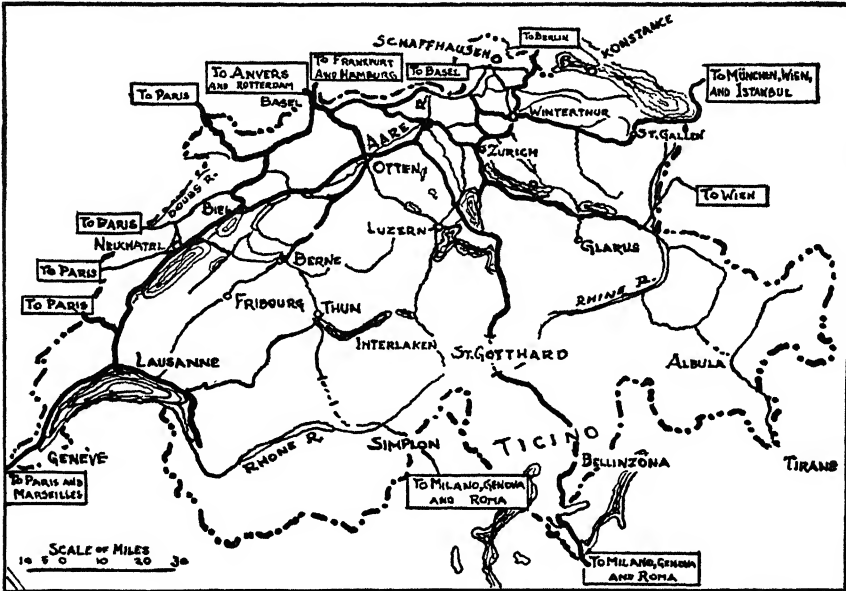 SCHAFFHAUSEN
TO BERLIN
KONSTANCE
TO ANVERS
AND ROTTERDAM
TO FRANKFURT
AND HAMBURG
TO BASEL
TO MÜNCHEN, WIEN,
AND ISTANBUL
TO PARIS
BASEL
R.
WINTERTHUR
AARE
ST. GALLEN
ZURICH
OTTEN
DOUBS R.
TO WIEN
BIEL
TO PARIS
LUZERN
NEUCHATEL
GLARUS
BERNE
TO PARIS
RHINE R.
FRIBOURG
THUN
TO PARIS
INTERLAKEN
ST. GOTTHARD
LAUSANNE
ALBULA
TICINO
RHONE R.
SIMPLON
GENÈVE
BELLINZONA
TIRANS
TO PARIS AND
MARSEILLES
TO MILANO, GENOVA
AND ROMA
SCALE OF MILES
10 5 0 10 20 30
TO MILANO, GENOVA
AND ROMA